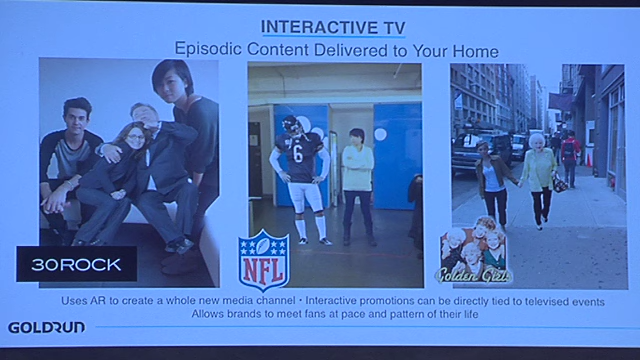 INTERACTIVE TV
Episodic Content Delivered to Your Home
6
30ROCK
NFL
Golden Girls
Uses AR to create a whole new media channel • Interactive promotions can be directly tied to televised events
Allows brands to meet fans at pace and pattern of their life
GOLDRUN